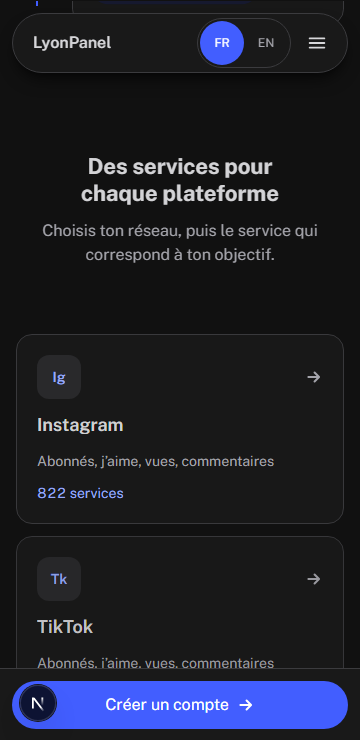 LyonPanel
FR
EN
Des services pour
chaque plateforme
Choisis ton réseau, puis le service qui
correspond à ton objectif.
Ig
Instagram
Abonnés, j’aime, vues, commentaires
822 services
Tk
TikTok
Abonnés, j’aime, vues, commentaires
N
Créer un compte →